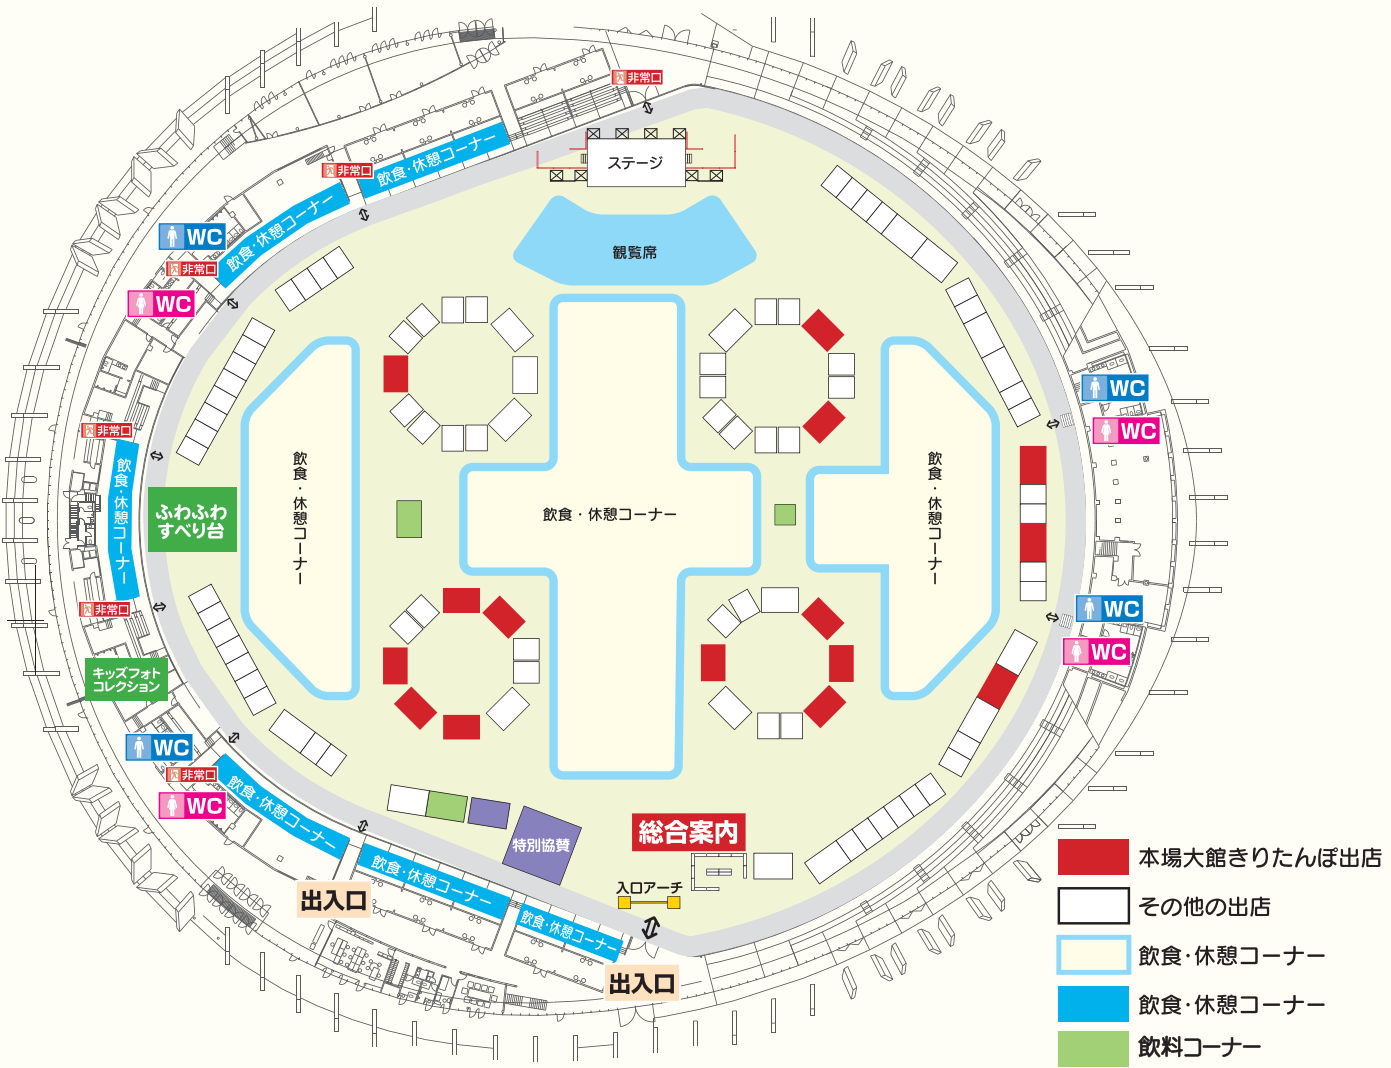 非常口
ステージ
非常口
飲食・休憩コーナー
飲食・休憩コーナー
WC
非常口
WC
観覧席
WC
WC
非常口
飲食・休憩コーナー
ふわふわ
すべり台
飲食・休憩コーナー
飲食・休憩コーナー
飲食・休憩コーナー
非常口
WC
WC
キッズフォト
コレクション
WC
非常口
WC
飲食・休憩コーナー
特別協賛
総合案内
入口アーチ
飲食・休憩コーナー
出入口
飲食・休憩コーナー
出入口
本場大館きりたんぽ出店
その他の出店
飲食・休憩コーナー
飲食・休憩コーナー
飲料コーナー